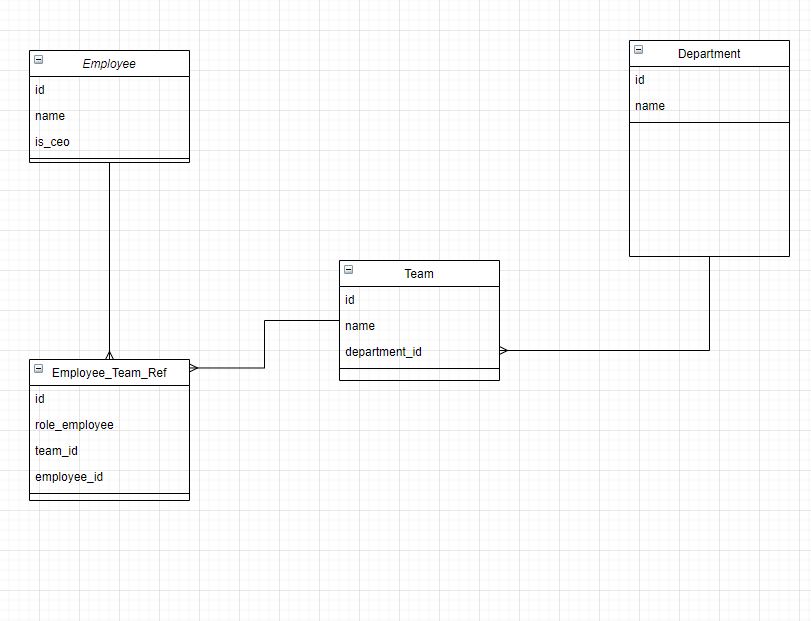 Employee
id
name
is_ceo
Department
id
name
Team
id
name
department_id
Employee_Team_Ref
id
role_employee
team_id
employee_id